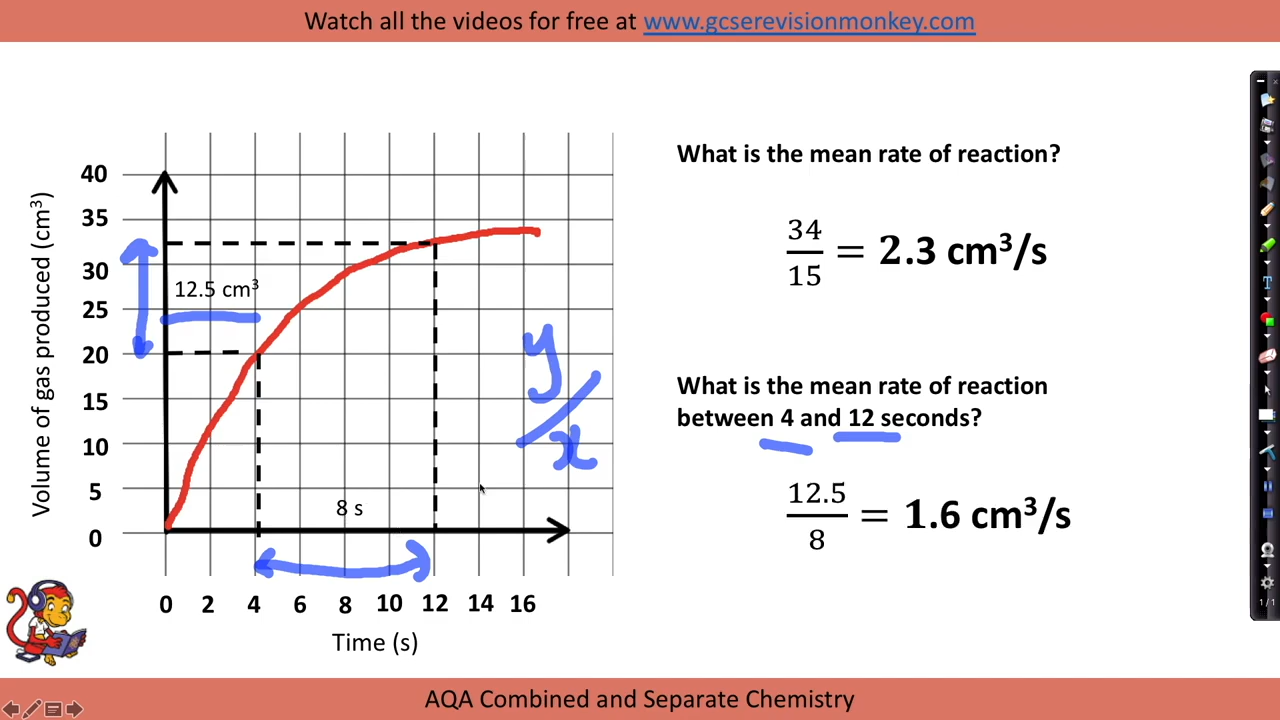 Watch all the videos for free at www.gcserevisionmonkey.com
Volume of gas produced (cm³)
40
35
30
25
20
15
10
5
0
12.5 cm³
8 s
y/x
0 2 4 6 8 10 12 14 16
Time (s)
What is the mean rate of reaction?
34/15 = 2.3 cm³/s
What is the mean rate of reaction
between 4 and 12 seconds?
12.5/8 = 1.6 cm³/s
1/1
AQA Combined and Separate Chemistry